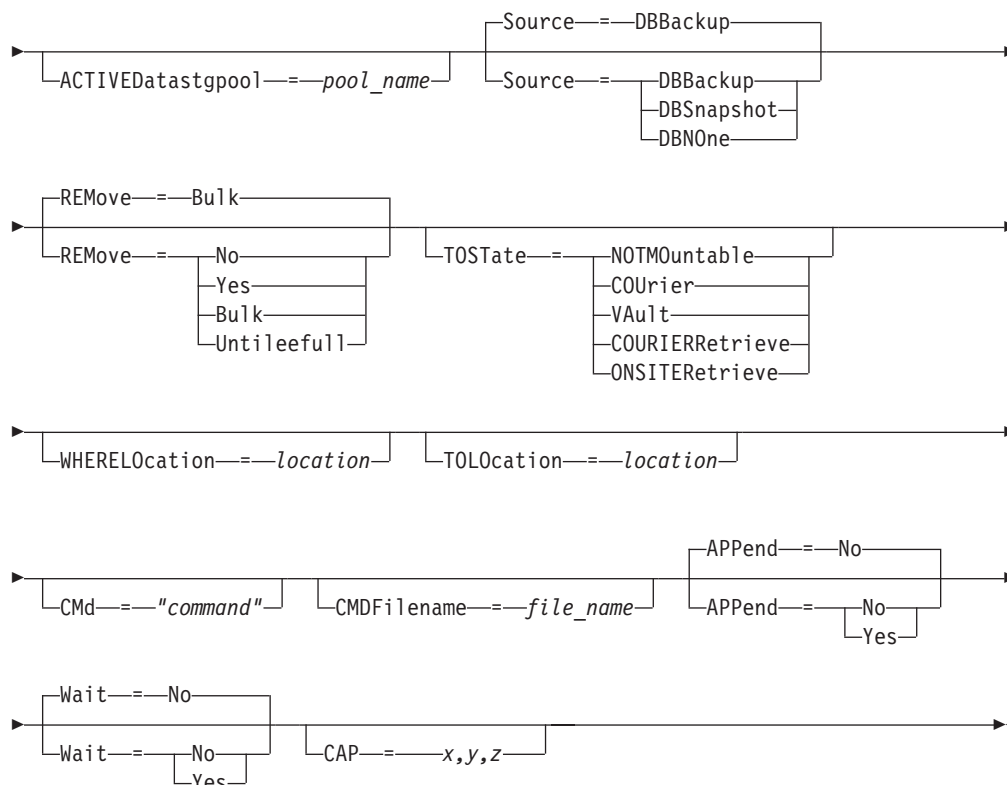 Source = DBBackup
ACTIVEDatastgpool = pool_name Source = DBBackup
DBSnapshot
DBNOne
REMove = Bulk
REMove = No TOSTate = NOTMOuntable
Yes COUrier
Bulk VAult
Untileefull COURIERRetrieve
ONSITERetrieve
WHERELOcation = location TOLOcation = location
APPend = No
CMd = "command" CMDFilename = file_name APPend = No
Yes
Wait = No
Wait = No CAP = x,y,z
Yes